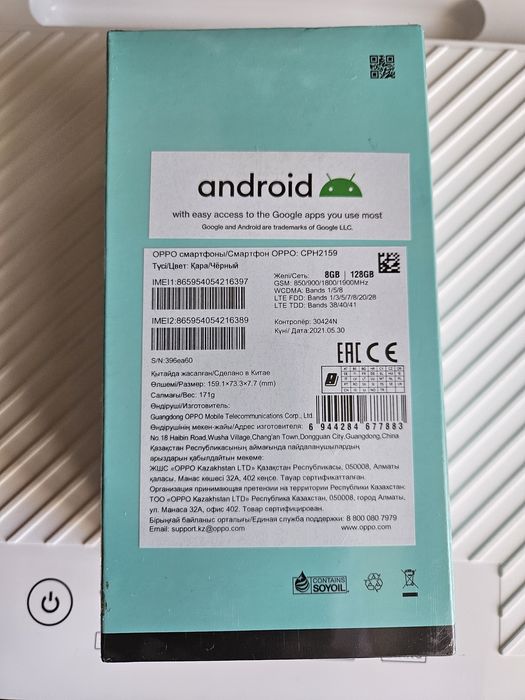 android
with easy access to the Google apps you use most
Google and Android are trademarks of Google LLC.
OPPO смартфоны/Смартфон OPPO: CPH2159
Түсі/Цвет: Қара/Чёрный
IMEI1:865954054216397
IMEI2:865954054216389
S/N:396ea60
Желі/Сеть: 8GB | 128GB
GSM: 850/900/1800/1900MHz
WCDMA: Bands 1/5/8
LTE FDD: Bands 1/3/5/7/8/20/28
LTE TDD: Bands 38/40/41
Контролёр: 30424N
Күні/ Дата:2021.05.30
EAC CE
Қытайда жасалған/Сделано в Китае
Өлшемі/Размер: 159.1×73.3×7.7 (mm)
Салмағы/Вес: 171g
Өндіруші/Изготовитель:
Guangdong OPPO Mobile Telecommunications Corp., Ltd.
Өндірушінің мекен-жайы/Адрес изготовителя:
6 944284 677883
No 18 Haibin Road,Wusha Village,Chang'an Town,Dongguan City,Guangdong,China
Қазақстан Республикасының аймағында пайдаланушылардың
арыздарын қабылдайтын мекеме:
ЖШС «OPPO Kazakhstan LTD» Қазақстан Республикасы, 050008, Алматы
қаласы, Манас көшесі 32А, 402 кеңсе. Тауар сертификатталған.
Организация принимающая претензии на территории Республики Казахстан:
ТОО «OPPO Kazakhstan LTD» Республика Казахстан, 050008, город Алматы,
ул. Манаса 32А, офис 402. Товар сертифицирован.
Бірыңғай байланыс орталығы/Единая служба поддержки: 8 800 080 7979
Email: support.kz@oppo.com www.oppo.com
CONTAINS
SOYOIL